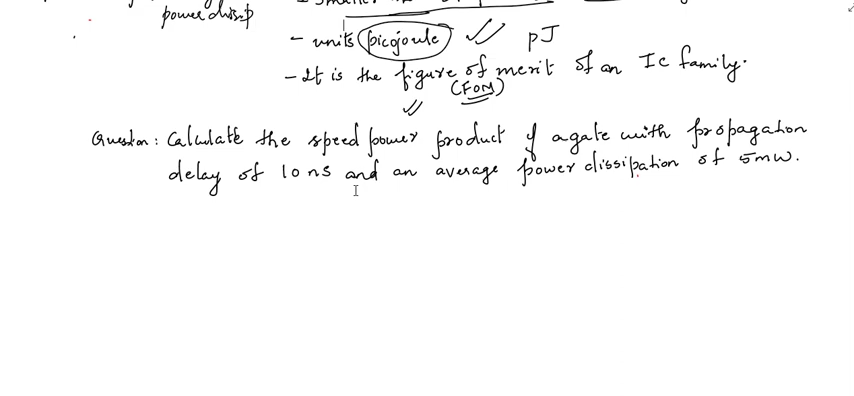 power dissip
- units picojoule pJ
- It is the figure of merit of an Ic family.
(FOM)
Question: Calculate the speed power product of a gate with propagation
delay of 10 ns and an average power dissipation of 5mW.